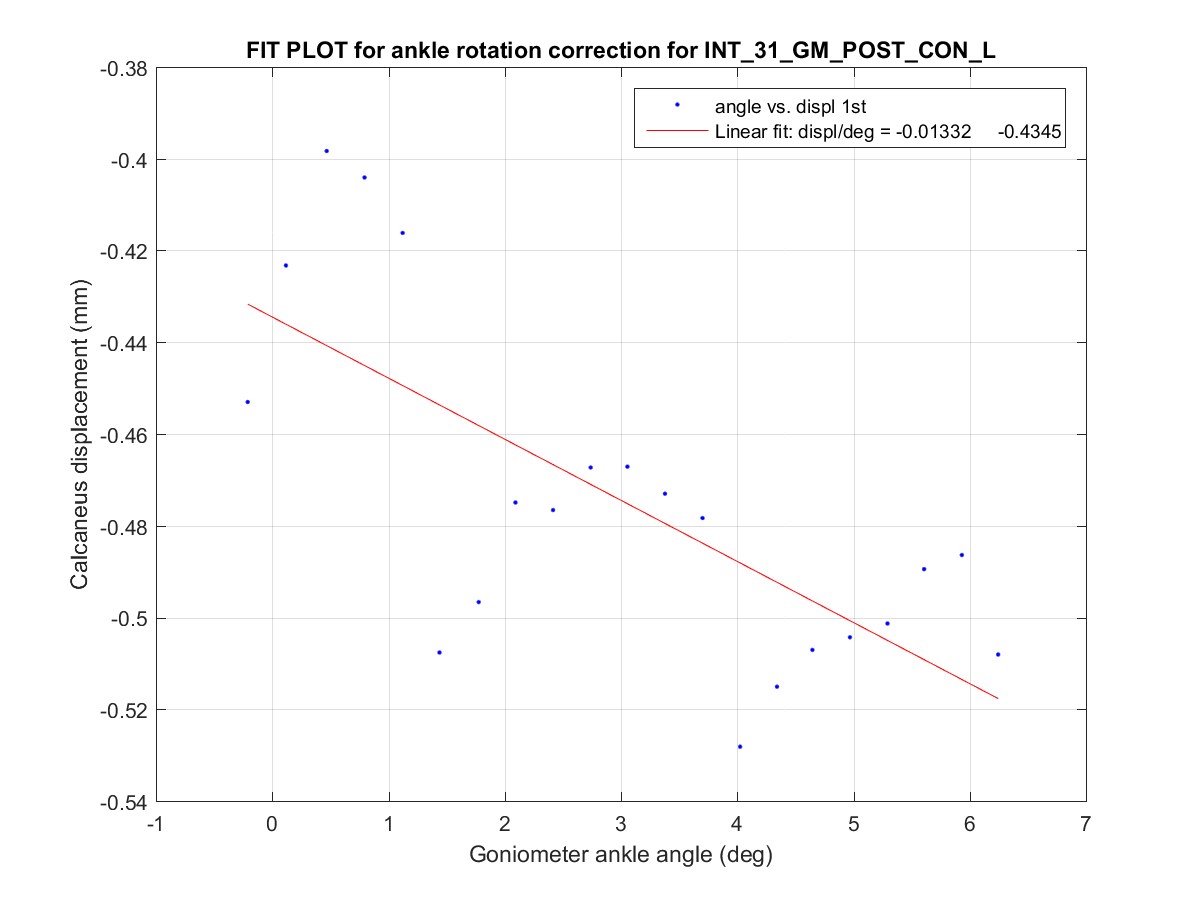 FIT PLOT for ankle rotation correction for INT_31_GM_POST_CON_L
angle vs. displ 1st
Linear fit: displ/deg = -0.01332 -0.4345
-0.38
-0.4
-0.42
-0.44
-0.46
-0.48
-0.5
-0.52
-0.54
Calcaneus displacement (mm)
-1 0 1 2 3 4 5 6 7
Goniometer ankle angle (deg)